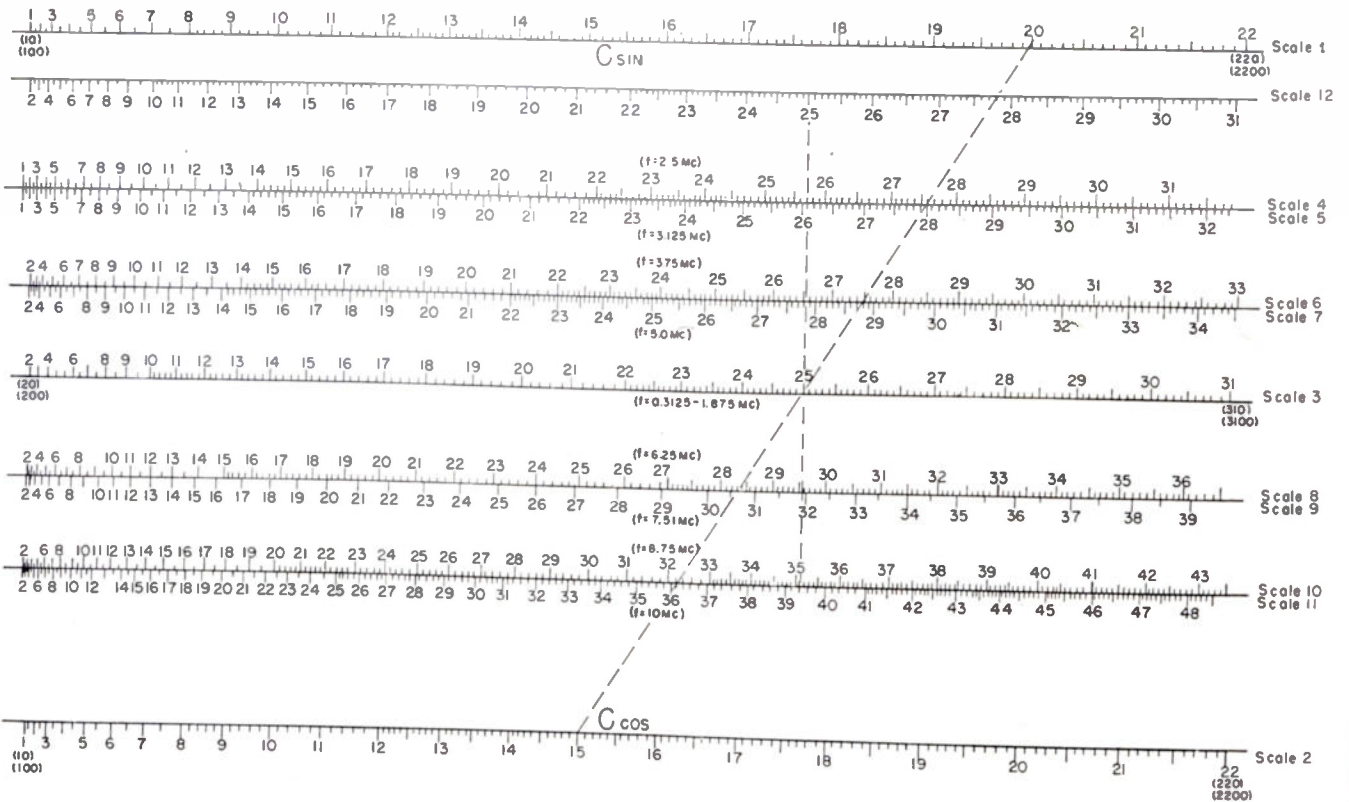 1 3 5 6 7 8 9 10 11 12 13 14 15 16 17 18 19 20 21 22 Scale 1
(10) (220)
(100) (2200)
C SIN
Scale 12
2 4 6 7 8 9 10 11 12 13 14 15 16 17 18 19 20 21 22 23 24 25 26 27 28 29 30 31
(f=2.5 MC)
1 3 5 7 8 9 10 11 12 13 14 15 16 17 18 19 20 21 22 23 24 25 26 27 28 29 30 31 Scale 4
1 3 5 7 8 9 10 11 12 13 14 15 16 17 18 19 20 21 22 23 24 25 26 27 28 29 30 31 32 Scale 5
(f=3.125 MC)
(f=3.75 MC)
2 4 6 7 8 9 10 11 12 13 14 15 16 17 18 19 20 21 22 23 24 25 26 27 28 29 30 31 32 33 Scale 6
2 4 6 8 9 10 11 12 13 14 15 16 17 18 19 20 21 22 23 24 25 26 27 28 29 30 31 32 33 34 Scale 7
(f=5.0 MC)
2 4 6 8 9 10 11 12 13 14 15 16 17 18 19 20 21 22 23 24 25 26 27 28 29 30 31 Scale 3
(20) (f=0.3125-1.875 MC) (310)
(200) (3100)
(f=6.25 MC)
2 4 6 8 10 11 12 13 14 15 16 17 18 19 20 21 22 23 24 25 26 27 28 29 30 31 32 33 34 35 36 Scale 8
2 4 6 8 10 11 12 13 14 15 16 17 18 19 20 21 22 23 24 25 26 27 28 29 30 31 32 33 34 35 36 37 38 39 Scale 9
(f=7.51 MC)
(f=8.75 MC)
2 6 8 10 11 12 13 14 15 16 17 18 19 20 21 22 23 24 25 26 27 28 29 30 31 32 33 34 35 36 37 38 39 40 41 42 43 Scale 10
2 6 8 10 12 14 15 16 17 18 19 20 21 22 23 24 25 26 27 28 29 30 31 32 33 34 35 36 37 38 39 40 41 42 43 44 45 46 47 48 Scale 11
(f=10 MC)
C COS
1 3 5 6 7 8 9 10 11 12 13 14 15 16 17 18 19 20 21 22 Scale 2
(10) (220)
(100) (2200)